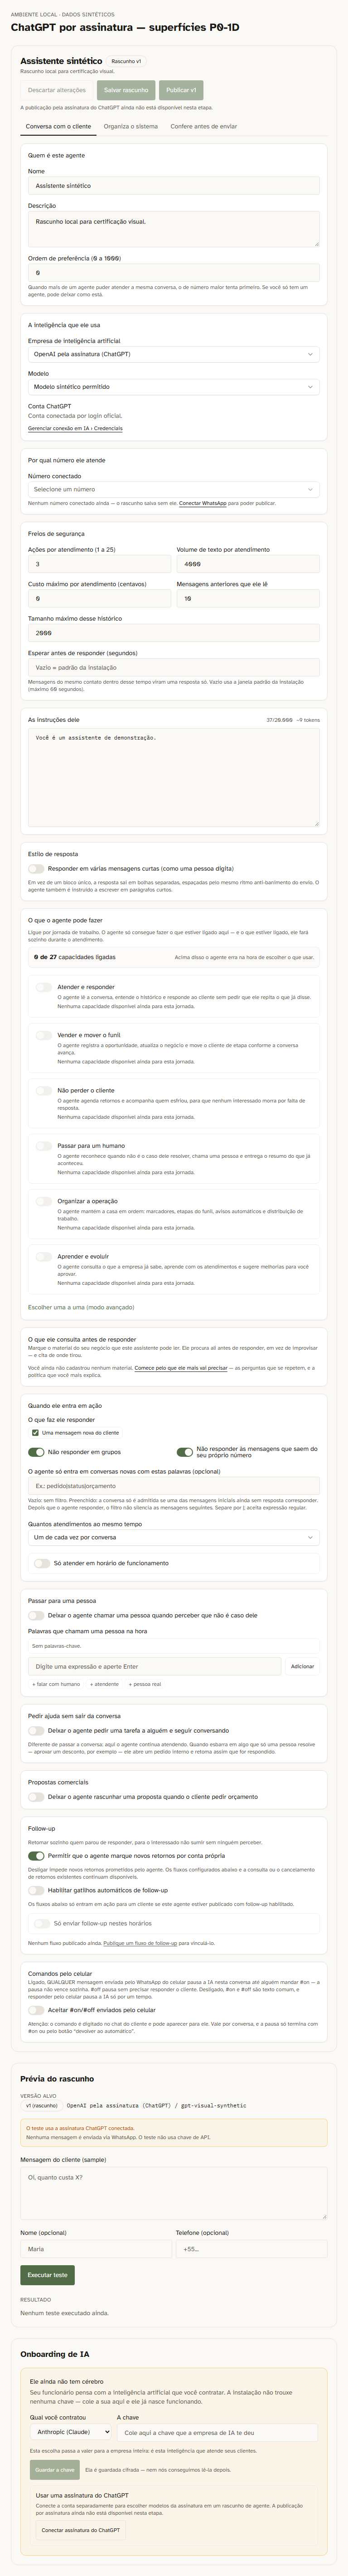 AMBIENTE LOCAL · DADOS SINTÉTICOS
ChatGPT por assinatura — superfícies P0-1D
Assistente sintético
Rascunho v1
Rascunho local para certificação visual.
Descartar alterações
Salvar rascunho
Publicar v1
A publicação pela assinatura do ChatGPT ainda não está disponível nesta etapa.
Conversa com o cliente
Organiza o sistema
Confere antes de enviar
Quem é este agente
Nome
Assistente sintético
Descrição
Rascunho local para certificação visual.
Ordem de preferência (0 a 1000)
0
Quando mais de um agente puder atender a mesma conversa, o de número maior tenta primeiro. Se você só tem um
agente, pode deixar como está.
A inteligência que ele usa
Empresa de inteligência artificial
OpenAI pela assinatura (ChatGPT)
Modelo
Modelo sintético permitido
Conta ChatGPT
Conta conectada por login oficial.
Gerenciar conexão em IA › Credenciais
Por qual número ele atende
Número conectado
Selecione um número
Nenhum número conectado ainda — o rascunho salva sem ele. Conectar WhatsApp para poder publicar.
Freios de segurança
Ações por atendimento (1 a 25)
Volume de texto por atendimento
3
4000
Custo máximo por atendimento (centavos)
Mensagens anteriores que ele lê
0
10
Tamanho máximo desse histórico
2000
Esperar antes de responder (segundos)
Vazio = padrão da instalação
Mensagens do mesmo contato dentro desse tempo viram uma resposta só. Vazio usa a janela padrão da instalação
(máximo 60 segundos).
As instruções dele
37/20.000 ~9 tokens
Você é um assistente de demonstração.
Estilo de resposta
Responder em várias mensagens curtas (como uma pessoa digita)
Em vez de um bloco único, a resposta sai em bolhas separadas, espaçadas pelo mesmo ritmo anti-banimento do envio. O
agente também é instruído a escrever em parágrafos curtos.
O que o agente pode fazer
Ligue por jornada de trabalho. O agente só consegue fazer o que estiver ligado aqui — e o que estiver ligado, ele fará
sozinho durante o atendimento.
0 de 27 capacidades ligadas
Acima disso o agente erra na hora de escolher o que usar.
Atender e responder
O agente lê a conversa, entende o histórico e responde ao cliente sem pedir que ele repita o que já disse.
Nenhuma capacidade disponível ainda para esta jornada.
Vender e mover o funil
O agente registra a oportunidade, atualiza o negócio e move o cliente de etapa conforme a conversa
avança.
Nenhuma capacidade disponível ainda para esta jornada.
Não perder o cliente
O agente agenda retornos e acompanha quem esfriou, para que nenhum interessado morra por falta de
resposta.
Nenhuma capacidade disponível ainda para esta jornada.
Passar para um humano
O agente reconhece quando não é o caso dele resolver, chama uma pessoa e entrega o resumo do que já
aconteceu.
Nenhuma capacidade disponível ainda para esta jornada.
Organizar a operação
O agente mantém a casa em ordem: marcadores, etapas do funil, avisos automáticos e distribuição de
trabalho.
Nenhuma capacidade disponível ainda para esta jornada.
Aprender e evoluir
O agente consulta o que a empresa já sabe, aprende com os atendimentos e sugere melhorias para você
aprovar.
Nenhuma capacidade disponível ainda para esta jornada.
Escolher uma a uma (modo avançado)
O que ele consulta antes de responder
Marque o material do seu negócio que este assistente pode ler. Ele procura ali antes de responder, em vez de improvisar
— e cita de onde tirou.
Você ainda não cadastrou nenhum material. Comece pelo que ele mais vai precisar — as perguntas que se repetem, e a
política que você mais explica.
Quando ele entra em ação
O que faz ele responder
Uma mensagem nova do cliente
Não responder em grupos
Não responder às mensagens que saem do
seu próprio número
O agente só entra em conversas novas com estas palavras (opcional)
Ex.: pedido|status|orçamento
Vazio: sem filtro. Preenchido: a conversa só é admitida se uma das mensagens iniciais ainda sem resposta corresponder.
Depois que o agente responder, o filtro não silencia as mensagens seguintes. Separe por |; aceita expressão regular.
Quantos atendimentos ao mesmo tempo
Um de cada vez por conversa
Só atender em horário de funcionamento
Passar para uma pessoa
Deixar o agente chamar uma pessoa quando perceber que não é caso dele
Palavras que chamam uma pessoa na hora
Sem palavras-chave.
Digite uma expressão e aperte Enter
Adicionar
+ falar com humano
+ atendente
+ pessoa real
Pedir ajuda sem sair da conversa
Deixar o agente pedir uma tarefa a alguém e seguir conversando
Diferente de passar a conversa: aqui o agente continua atendendo. Quando esbarra em algo que só uma pessoa resolve
— aprovar um desconto, por exemplo — ele abre um pedido interno e retoma assim que for respondido.
Propostas comerciais
Deixar o agente rascunhar uma proposta quando o cliente pedir orçamento
Follow-up
Retomar sozinho quem parou de responder, para o interessado não sumir sem ninguém perceber.
Permitir que o agente marque novos retornos por conta própria
Desligar impede novos retornos prometidos pelo agente. Os fluxos configurados abaixo e a consulta ou o cancelamento
de retornos existentes continuam disponíveis.
Habilitar gatilhos automáticos de follow-up
Os fluxos abaixo só entram em ação para um cliente se este agente estiver publicado com follow-up habilitado.
Só enviar follow-up nestes horários
Nenhum fluxo publicado ainda. Publique um fluxo de follow-up para vinculá-lo.
Comandos pelo celular
Ligado, QUALQUER mensagem enviada pelo WhatsApp do celular pausa a IA nesta conversa até alguém mandar #on — a
pausa não vence sozinha. #off pausa sem precisar responder o cliente. Desligado, #on e #off são texto comum, e
responder pelo celular pausa a IA só por um tempo.
Aceitar #on/#off enviados pelo celular
Atenção: o comando é digitado no chat do cliente e pode aparecer para ele. Vale por conversa, e a pausa só termina com
#on ou pelo botão “devolver ao automático”.
Prévia do rascunho
VERSÃO ALVO
v1 (rascunho)
OpenAI pela assinatura (ChatGPT) / gpt-visual-synthetic
O teste usa a assinatura ChatGPT conectada.
Nenhuma mensagem é enviada via WhatsApp. O teste não usa chave de API.
Mensagem do cliente (sample)
Oi, quanto custa X?
Nome (opcional)
Telefone (opcional)
Maria
+55...
Executar teste
RESULTADO
Nenhum teste executado ainda.
Onboarding de IA
Ele ainda não tem cérebro
Seu funcionário pensa com a inteligência artificial que você contratar. A instalação não trouxe
nenhuma chave — cole a sua aqui e ele já nasce funcionando.
Qual você contratou
A chave
Anthropic (Claude)
Cole aqui a chave que a empresa de IA te deu
Esta escolha passa a valer para a empresa inteira: é esta inteligência que atende seus clientes.
Guardar a chave
Ela é guardada cifrada — nem nós conseguimos lê-la depois.
Usar uma assinatura do ChatGPT
Conecte a conta separadamente para escolher modelos da assinatura em um rascunho de agente. A publicação
por assinatura ainda não está disponível nesta etapa.
Conectar assinatura do ChatGPT